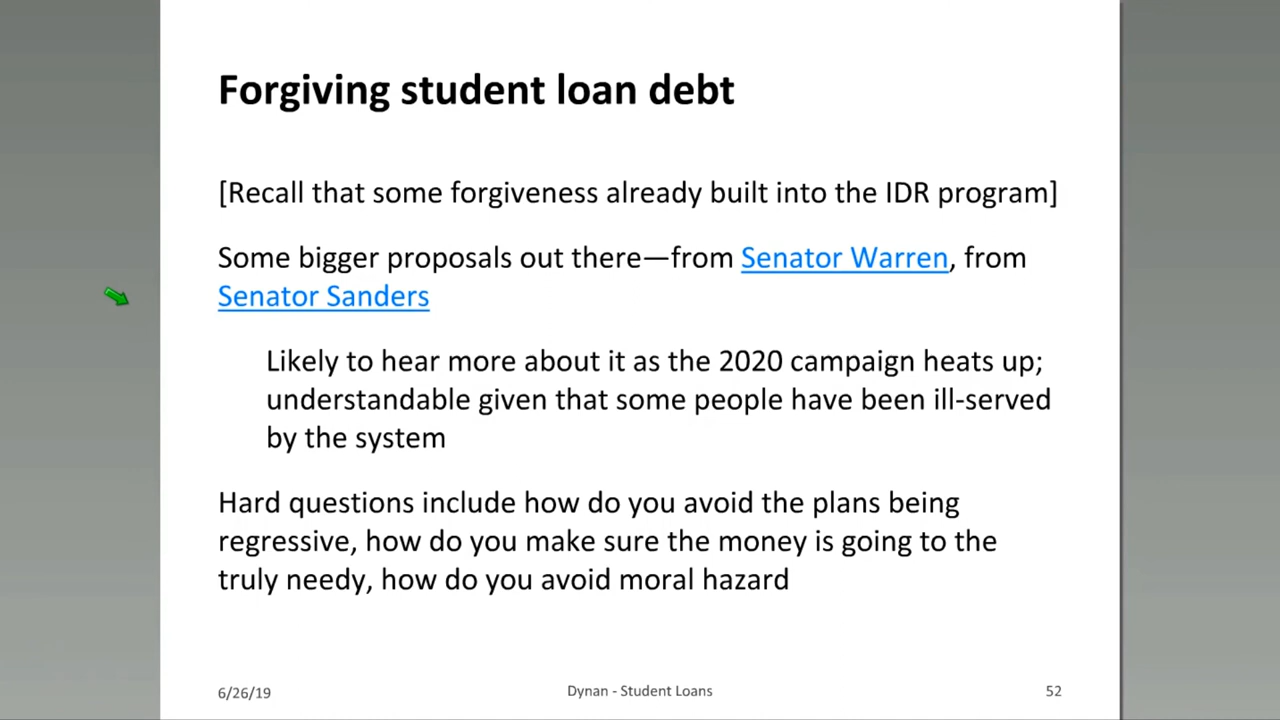 Forgiving student loan debt
[Recall that some forgiveness already built into the IDR program]
Some bigger proposals out there—from Senator Warren, from
Senator Sanders
Likely to hear more about it as the 2020 campaign heats up;
understandable given that some people have been ill-served
by the system
Hard questions include how do you avoid the plans being
regressive, how do you make sure the money is going to the
truly needy, how do you avoid moral hazard
6/26/19
Dynan - Student Loans
52